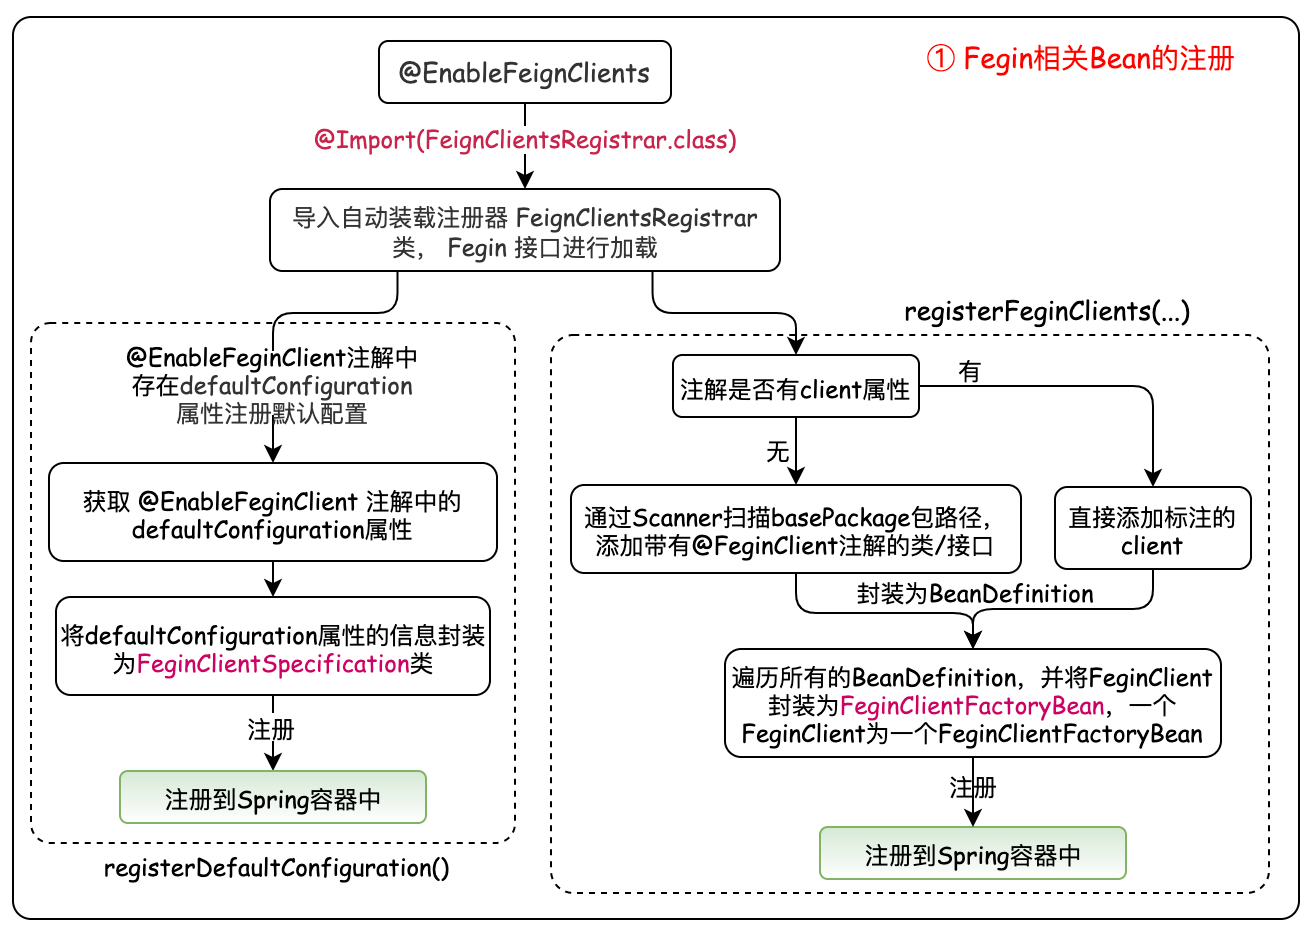 ① Fegin相关Bean的注册
@EnableFeignClients
@Import(FeignClientsRegistrar.class)
导入自动装载注册器 FeignClientsRegistrar
类， Fegin 接口进行加载
@EnableFeginClient注解中
存在defaultConfiguration
属性注册默认配置
获取 @EnableFeginClient 注解中的
defaultConfiguration属性
将defaultConfiguration属性的信息封装
为FeginClientSpecification类
注册
注册到Spring容器中
registerDefaultConfiguration()
registerFeginClients(...)
注解是否有client属性
有
无
通过Scanner扫描basePackage包路径，
添加带有@FeginClient注解的类/接口
直接添加标注的
client
封装为BeanDefinition
遍历所有的BeanDefinition，并将FeginClient
封装为FeginClientFactoryBean，一个
FeginClient为一个FeginClientFactoryBean
注册
注册到Spring容器中